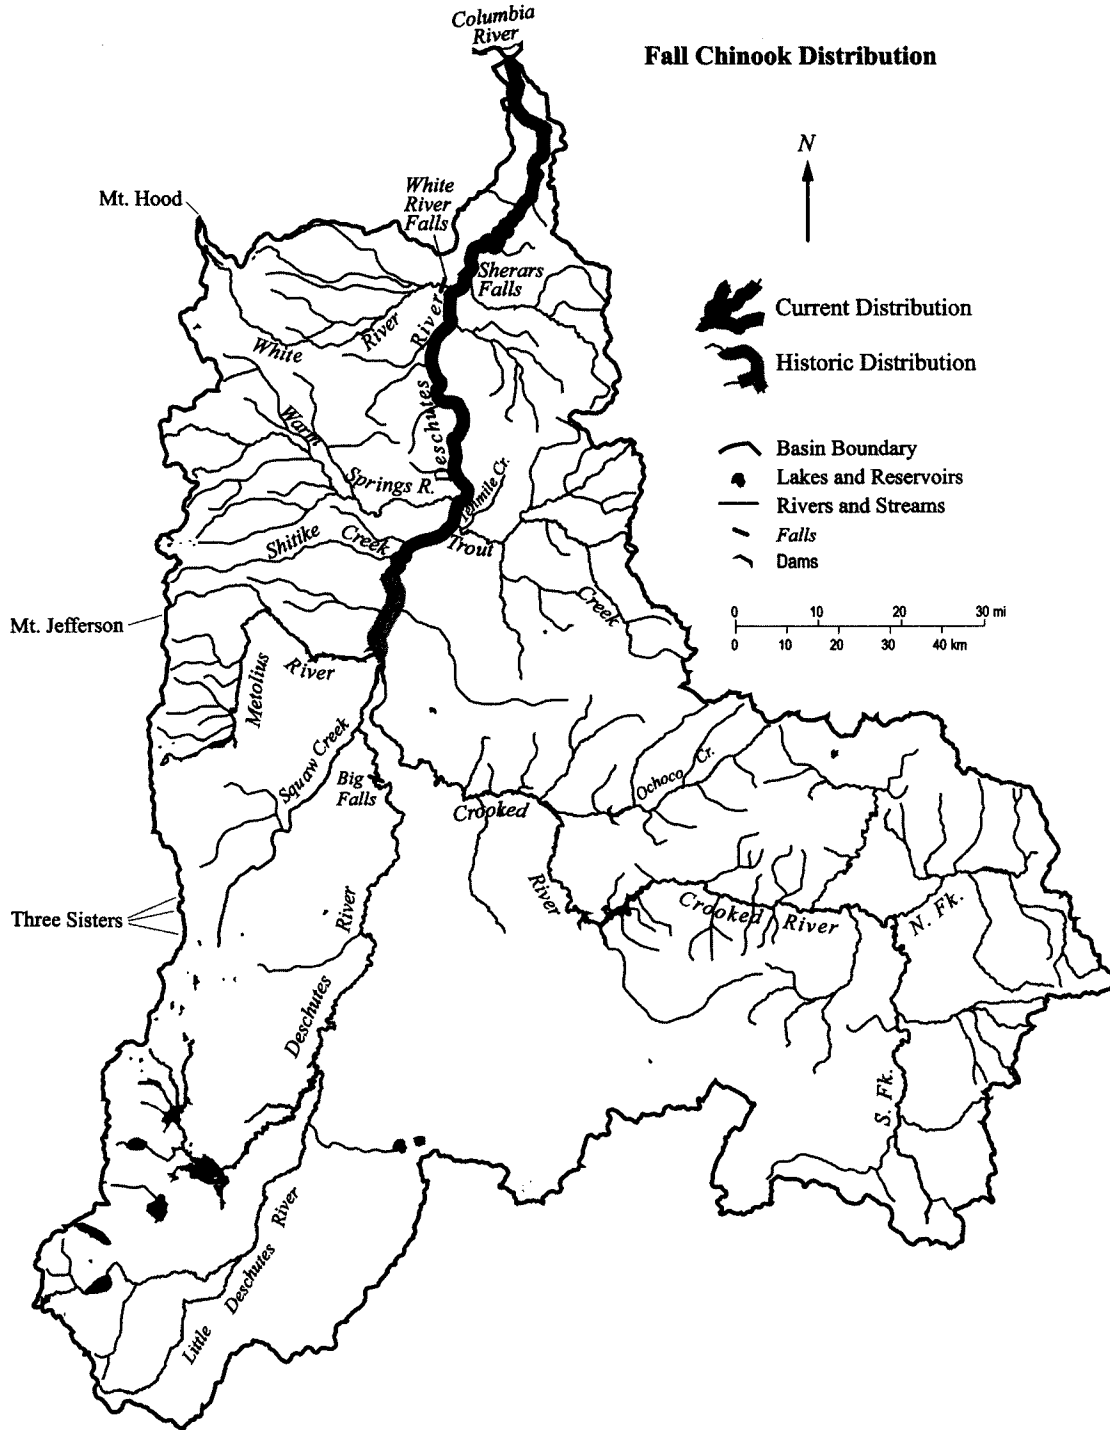 Columbia
River
Fall Chinook Distribution
N
Mt. Hood
White
River
Falls
Sherars
Falls
Current Distribution
Historic Distribution
White
River
River
Deschutes
Warm
Springs R.
Tenmile Cr.
Shitike
Creek
Trout
Creek
Basin Boundary
Lakes and Reservoirs
Rivers and Streams
Falls
Dams
0 10 20 30 mi
10 20 30 40 km
Mt. Jefferson
Metolius
River
Squaw Creek
Big
Falls
Ochoco Cr.
Crooked
River
Crooked River
N. Fk.
S. Fk.
Three Sisters
River
Deschutes
Little Deschutes River